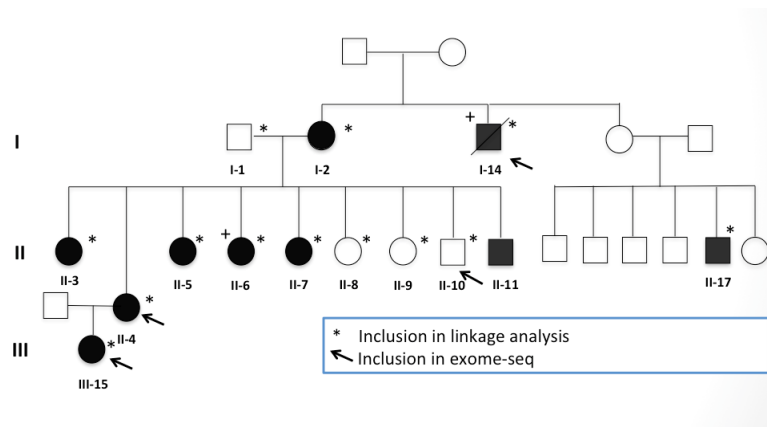 I
* *
+ *
I-1 I-2 I-14
II
* * + * * * * * *
II-3 II-5 II-6 II-7 II-8 II-9 II-10 II-11 II-17
*
II-4
III
*
III-15
* Inclusion in linkage analysis
Inclusion in exome-seq